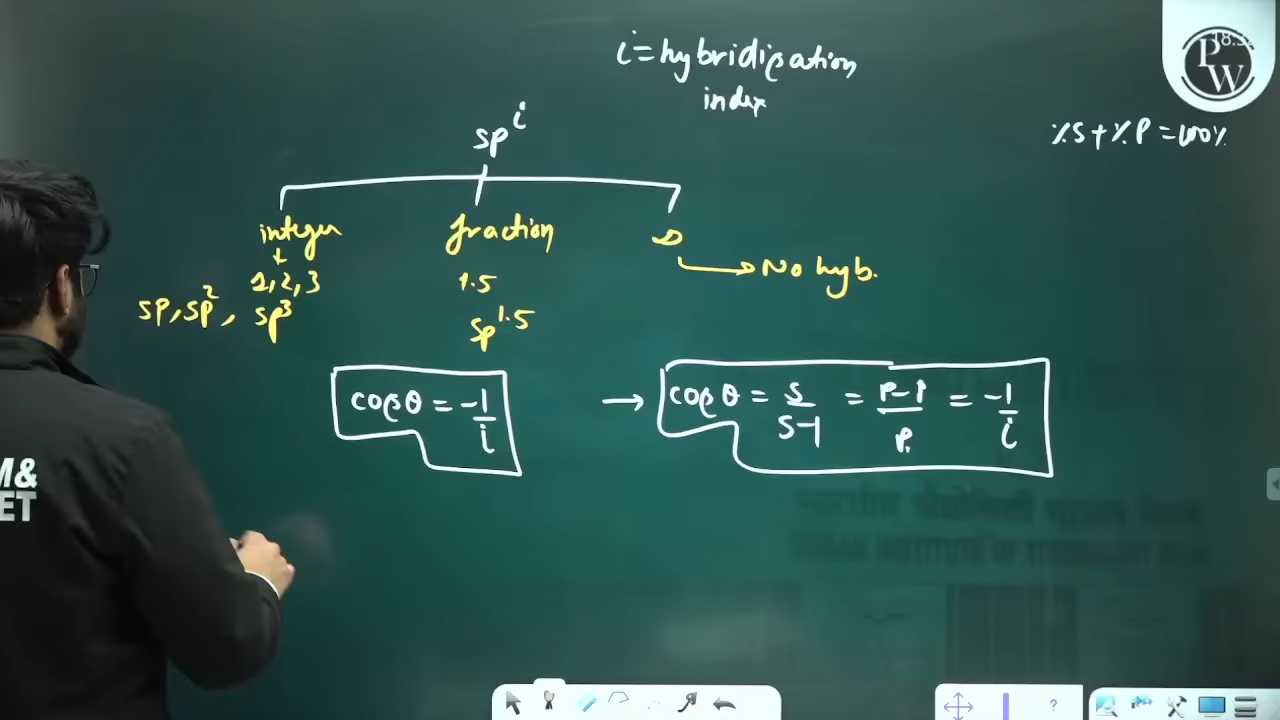 i = hybridization
index
%S + %P = 100%
sp^i
integer
fraction
∞
1, 2, 3
1.5
No hyb.
sp, sp², sp³
sp^1.5
cos θ = -1/i
→ cos θ = s/s-1 = P-1/P = -1/i
M&
ET
PW